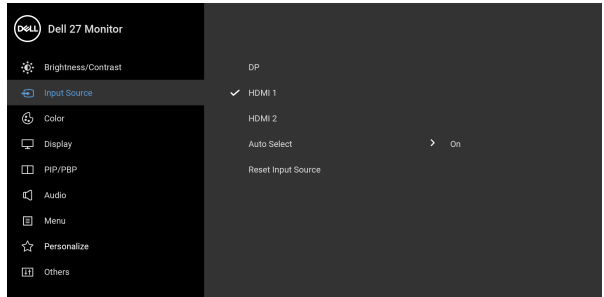 DELL Dell 27 Monitor
Brightness/Contrast
Input Source
Color
Display
PIP/PBP
Audio
Menu
Personalize
Others
DP
HDMI 1
HDMI 2
Auto Select On
Reset Input Source